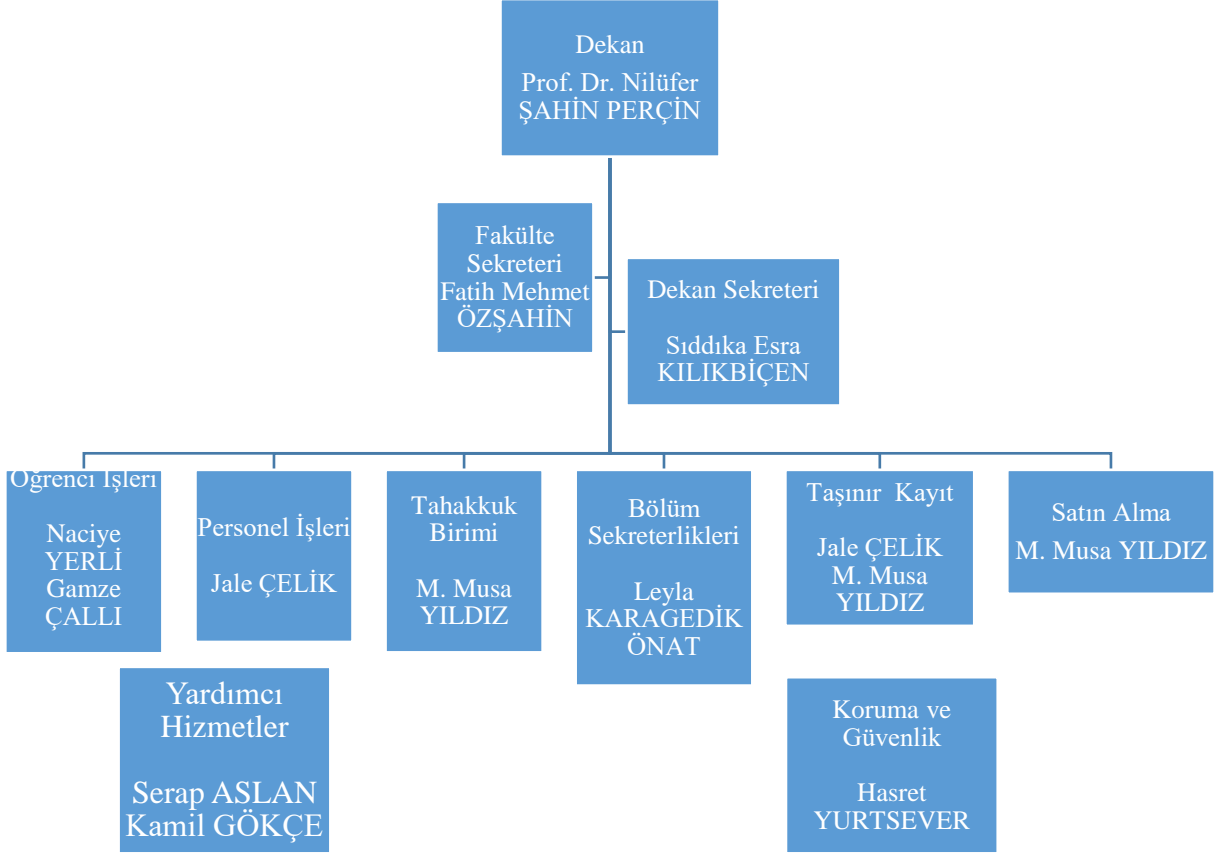 Dekan
Prof. Dr. Nilüfer
ŞAHİN PERÇİN
Fakülte
Sekreteri
Fatih Mehmet
ÖZŞAHİN
Dekan Sekreteri
Sıddıka Esra
KILIKBİÇEN
Öğrenci İşleri
Naciye
YERLİ
Gamze
ÇALLI
Personel İşleri
Jale ÇELİK
Tahakkuk
Birimi
M. Musa
YILDIZ
Bölüm
Sekreterlikleri
Leyla
KARAGEDİK
ÖNAT
Taşınır Kayıt
Jale ÇELİK
M. Musa
YILDIZ
Satın Alma
M. Musa YILDIZ
Yardımcı
Hizmetler
Serap ASLAN
Kamil GÖKÇE
Koruma ve
Güvenlik
Hasret
YURTSEVER